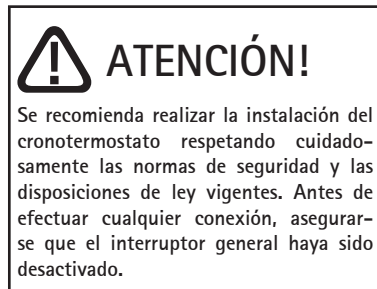 ATENCIÓN!
Se recomienda realizar la instalación del
cronotermostato respetando cuidado-
samente las normas de seguridad y las
disposiciones de ley vigentes. Antes de
efectuar cualquier conexión, asegurar-
se que el interruptor general haya sido
desactivado.